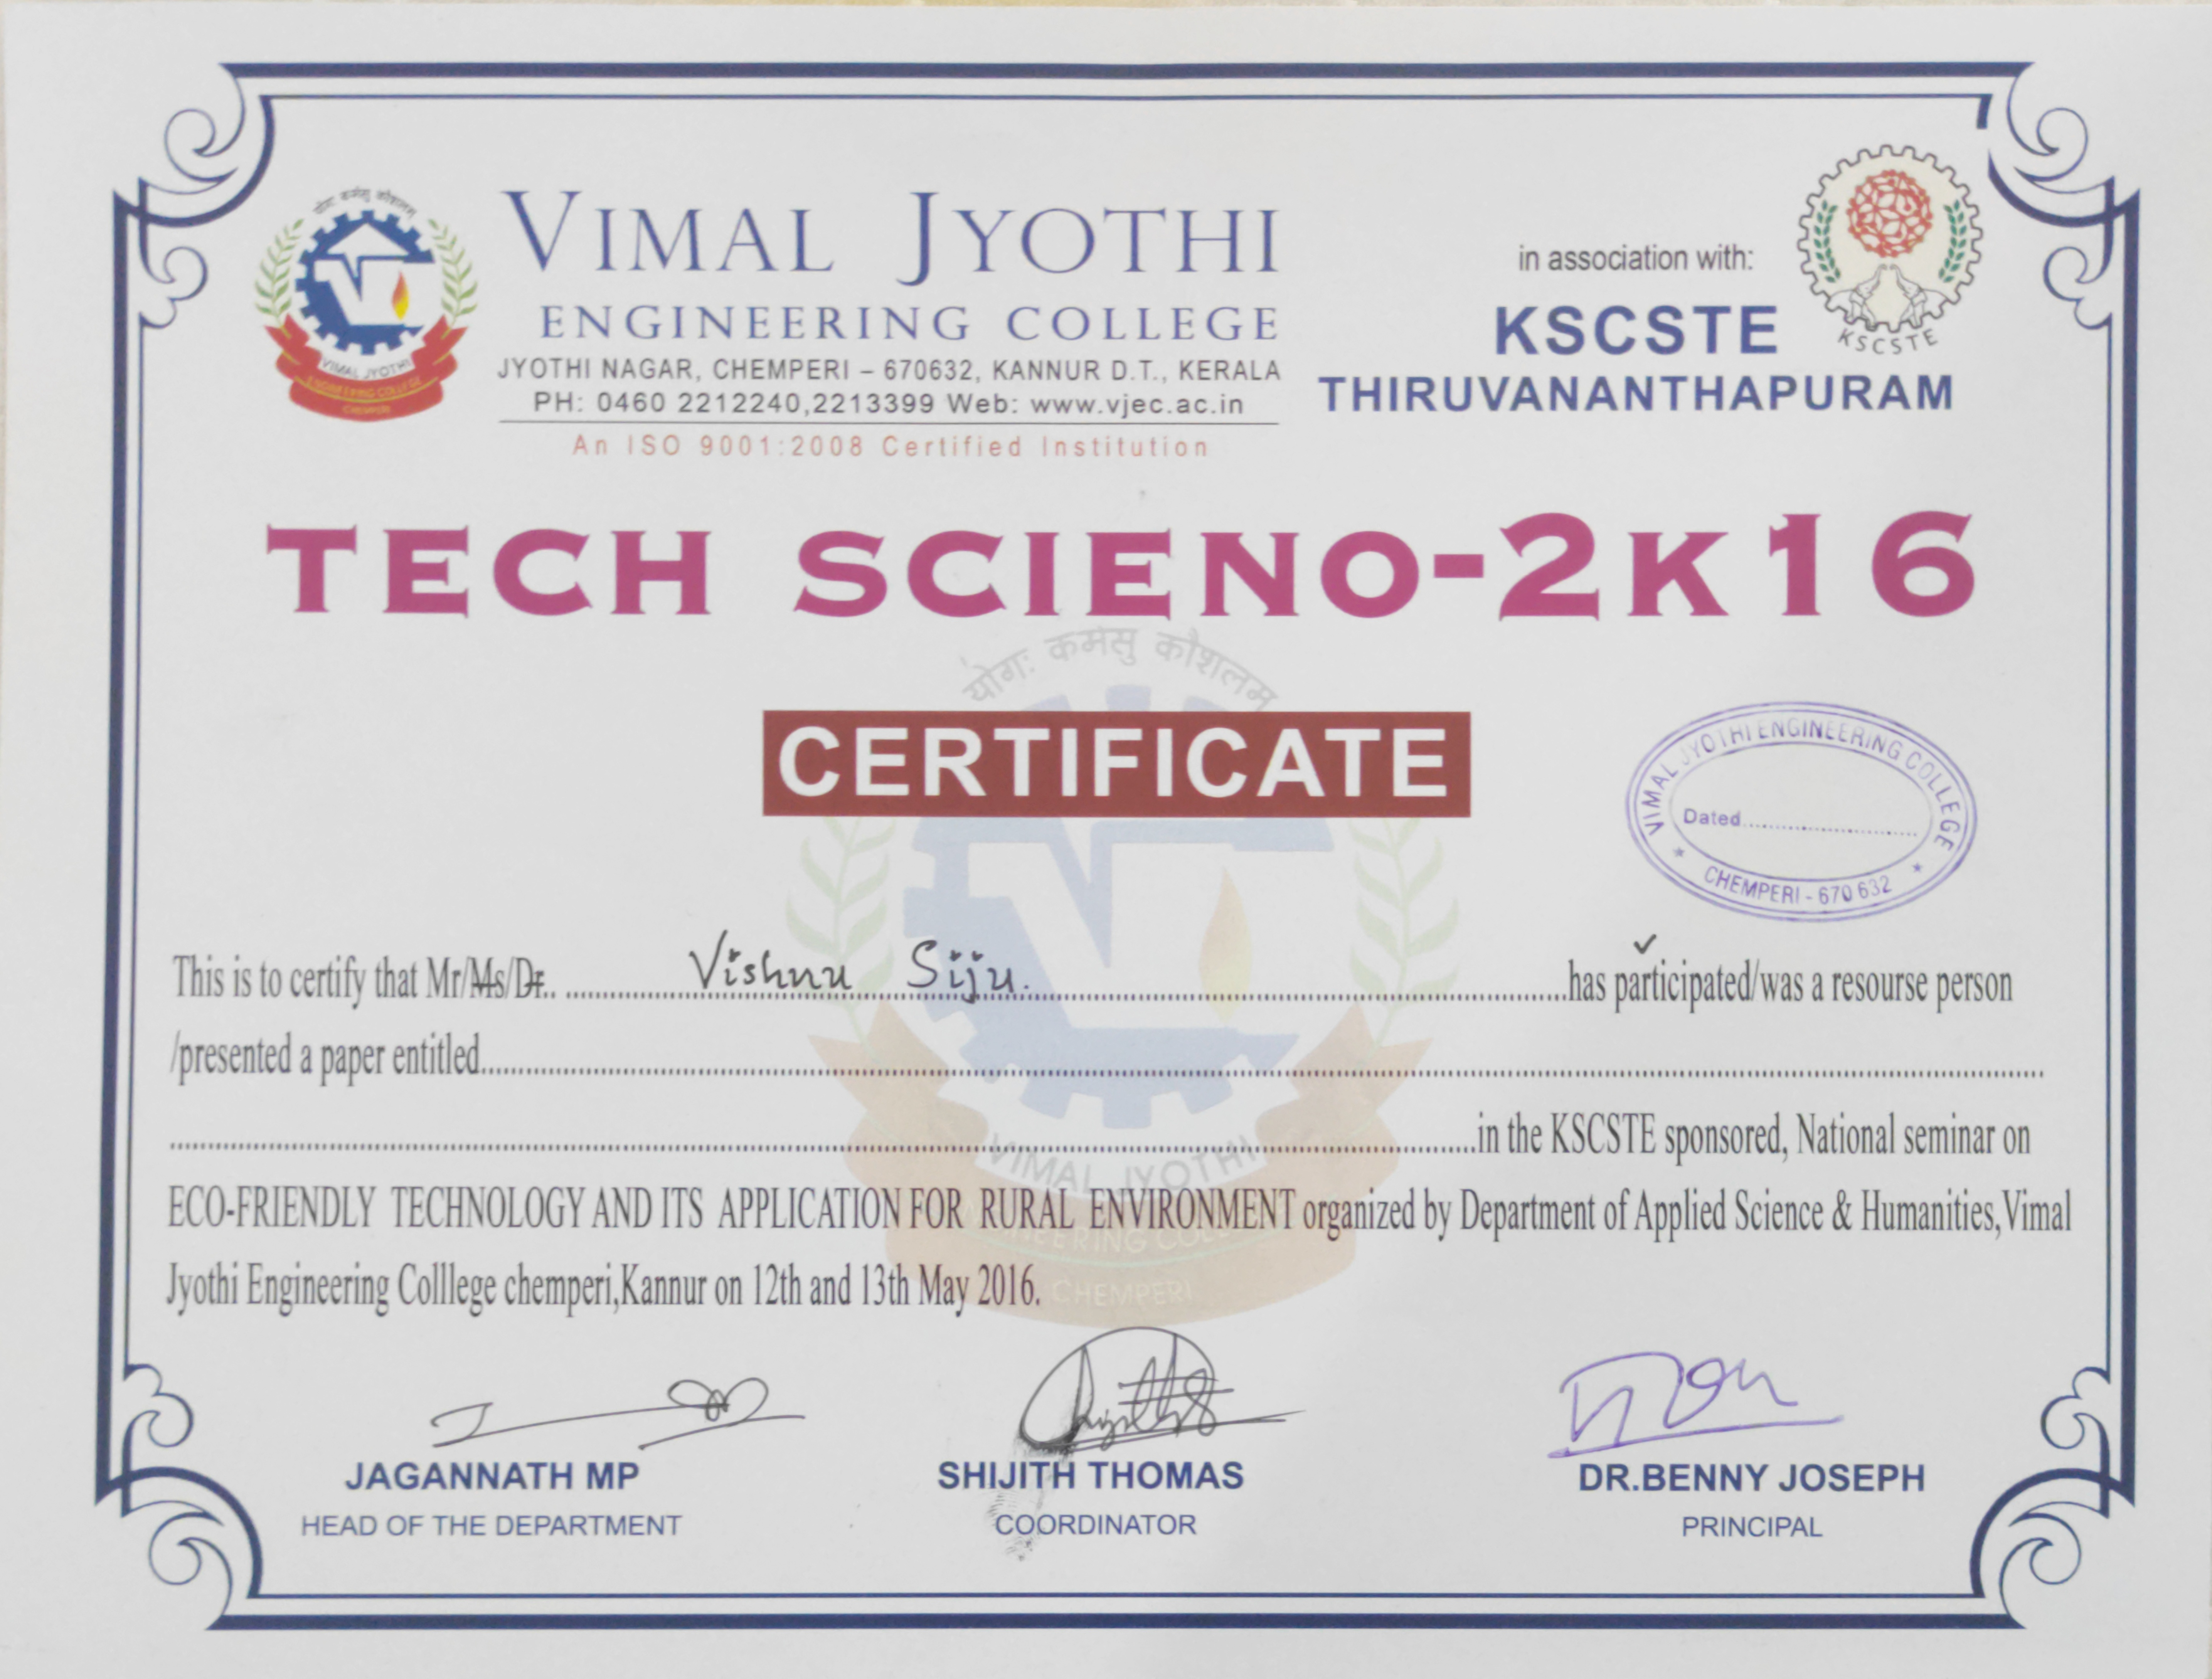 योगः कर्मसु कौशलम
VIMAL JYOTHI
ENGINEERING COLLEGE
CHEMPERI
VIMAL JYOTHI
ENGINEERING COLLEGE
JYOTHI NAGAR, CHEMPERI – 670632, KANNUR D.T., KERALA
PH: 0460 2212240,2213399 Web: www.vjec.ac.in
An ISO 9001:2008 Certified Institution
in association with:
KSCSTE
THIRUVANANTHAPURAM
KSCSTE
TECH SCIENO-2K16
योगः कर्मसु कौशलम
CERTIFICATE
VIMAL JYOTHI ENGINEERING COLLEGE
Dated
CHEMPERI - 670 632
This is to certify that Mr/Ms/Dr.. Vishnu Siju. has participated/was a resourse person
/presented a paper entitled
in the KSCSTE sponsored, National seminar on
ECO-FRIENDLY TECHNOLOGY AND ITS APPLICATION FOR RURAL ENVIRONMENT organized by Department of Applied Science & Humanities,Vimal
Jyothi Engineering Colllege chemperi,Kannur on 12th and 13th May 2016.
VIMAL JYOTHI
ENGINEERING COLLEGE
CHEMPERI
JAGANNATH MP
HEAD OF THE DEPARTMENT
SHIJITH THOMAS
COORDINATOR
DR.BENNY JOSEPH
PRINCIPAL